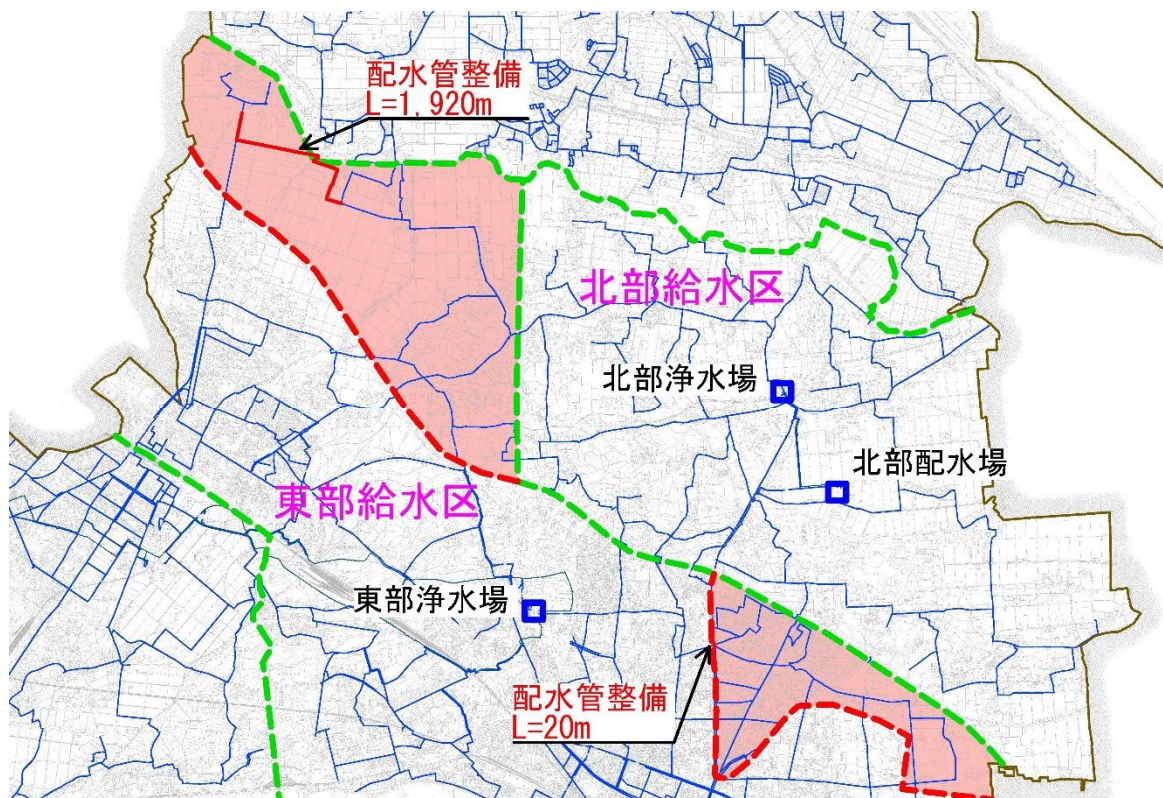 配水管整備
L=1,920m
北部給水区
北部浄水場
北部配水場
東部給水区
東部浄水場
配水管整備
L=20m